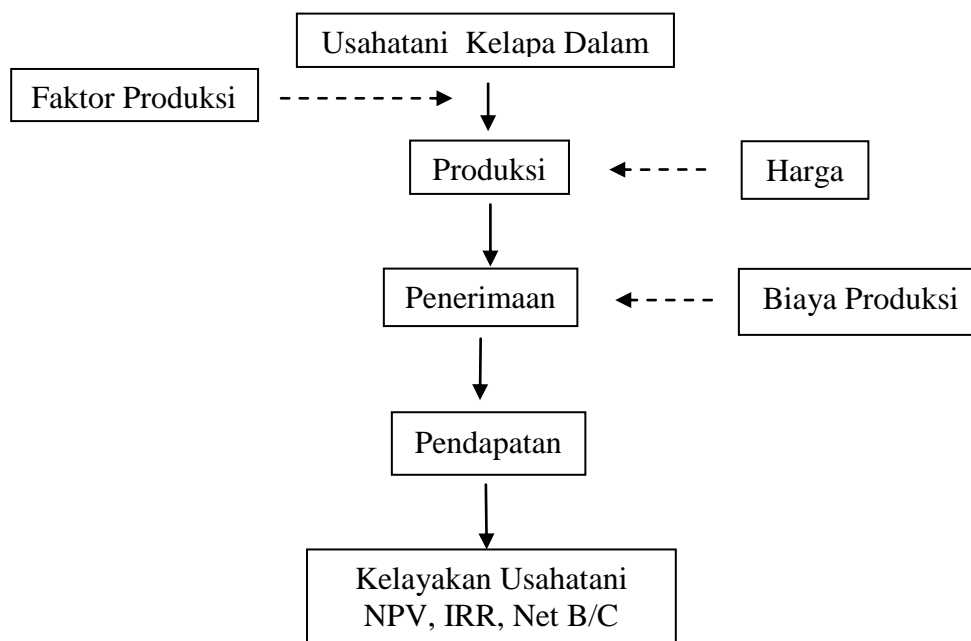 Usahatani Kelapa Dalam
Faktor Produksi
Produksi
Harga
Penerimaan
Biaya Produksi
Pendapatan
Kelayakan Usahatani
NPV, IRR, Net B/C